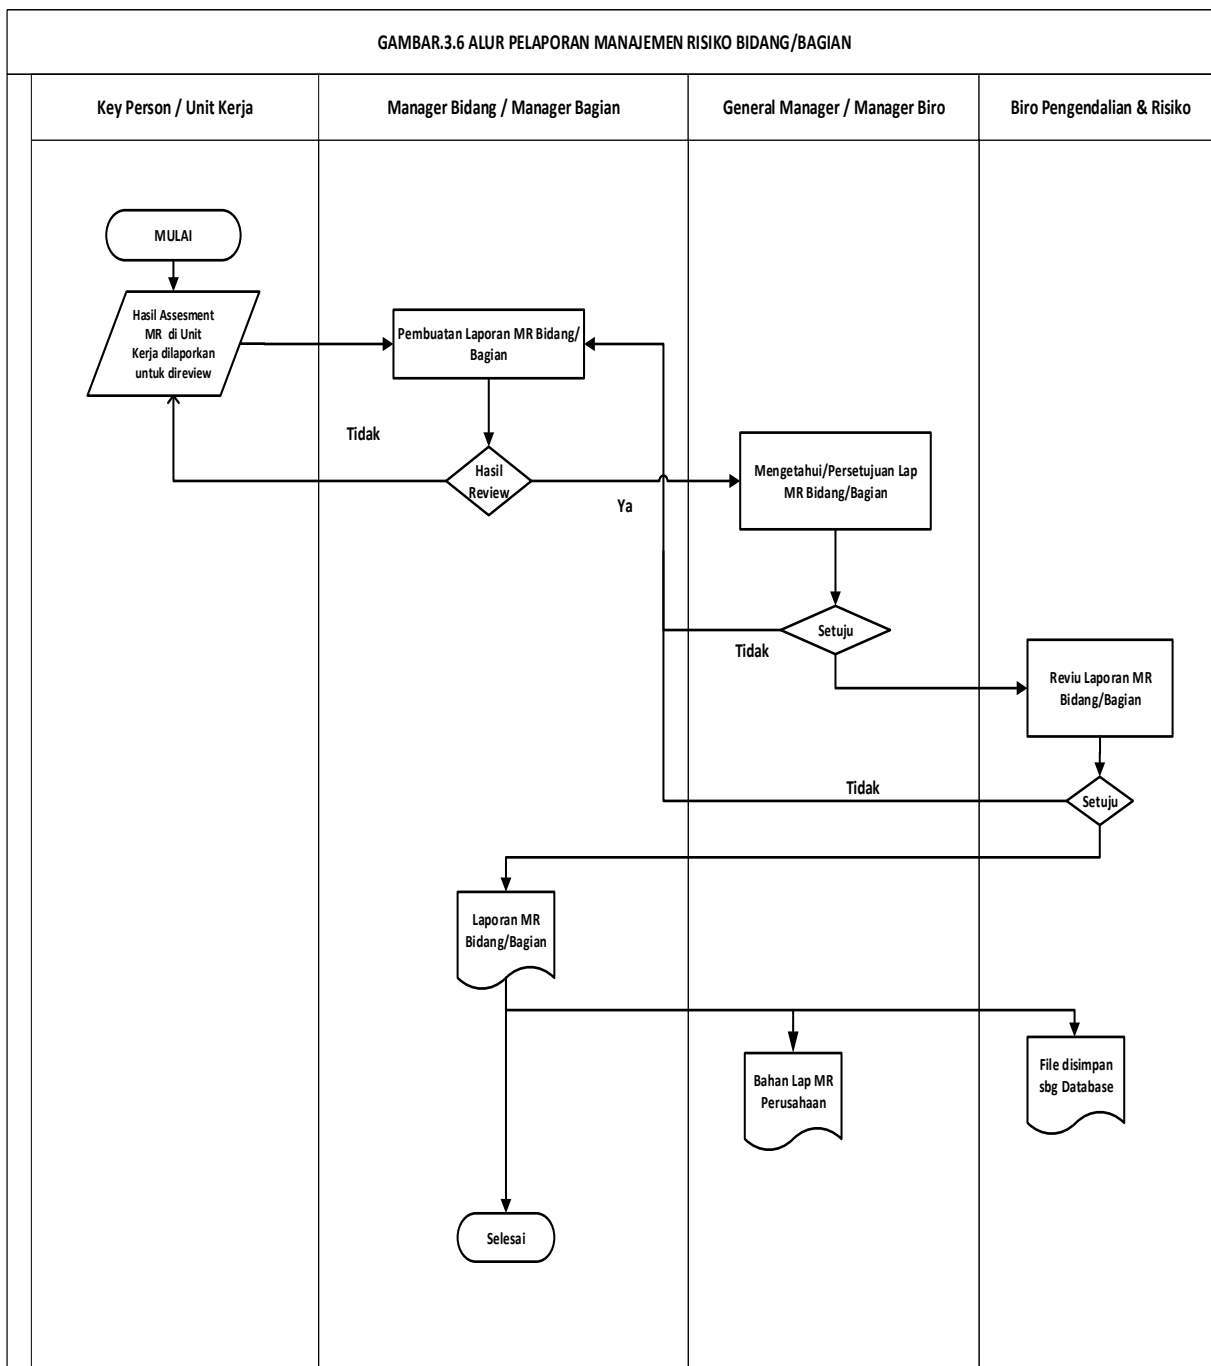 GAMBAR.3.6 ALUR PELAPORAN MANAJEMEN RISIKO BIDANG/BAGIAN
Key Person / Unit Kerja
Manager Bidang / Manager Bagian
General Manager / Manager Biro
Biro Pengendalian & Risiko
MULAI
Hasil Assesment
MR di Unit
Kerja dilaporkan
untuk direview
Pembuatan Laporan MR Bidang/
Bagian
Tidak
Hasil
Review
Ya
Mengetahui/Persetujuan Lap
MR Bidang/Bagian
Setuju
Tidak
Reviu Laporan MR
Bidang/Bagian
Tidak
Setuju
Laporan MR
Bidang/Bagian
Bahan Lap MR
Perusahaan
File disimpan
sbg Database
Selesai